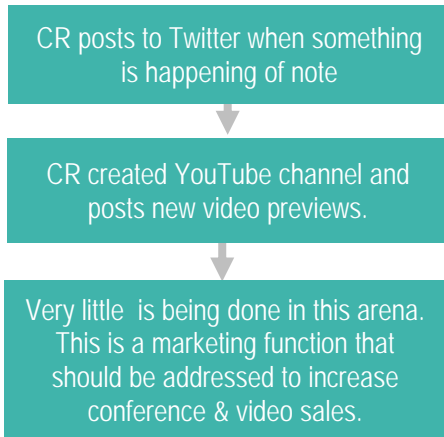 CR posts to Twitter when something
is happening of note
CR created YouTube channel and
posts new video previews.
Very little is being done in this arena.
This is a marketing function that
should be addressed to increase
conference & video sales.